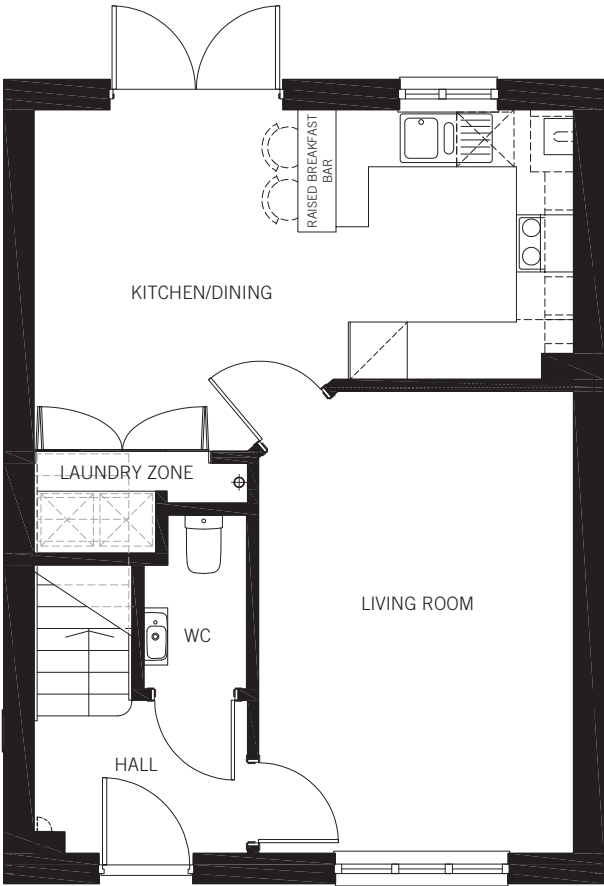 RAISED BREAKFAST
BAR
KITCHEN/DINING
LAUNDRY ZONE
LIVING ROOM
WC
HALL